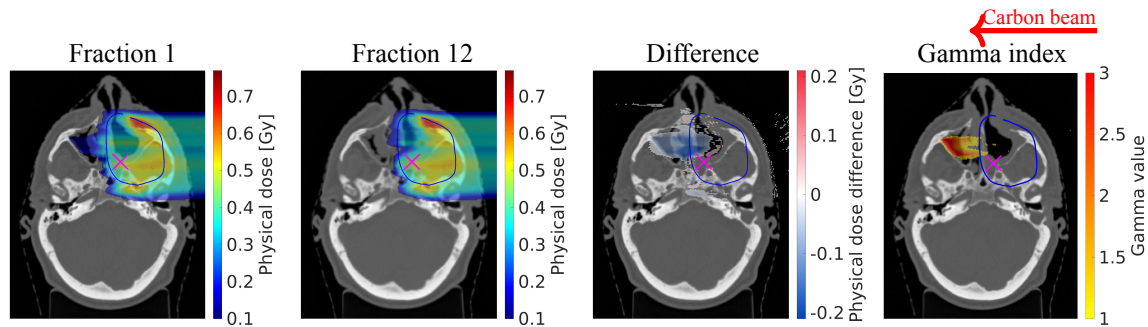 Carbon beam
Fraction 1
Fraction 12
Difference
Gamma index
0.7
0.6
0.5
0.4
0.3
0.2
0.1
Physical dose [Gy]
0.7
0.6
0.5
0.4
0.3
0.2
0.1
Physical dose [Gy]
0.2
0.1
0
-0.1
-0.2
Physical dose difference [Gy]
3
2.5
2
1.5
1
Gamma value